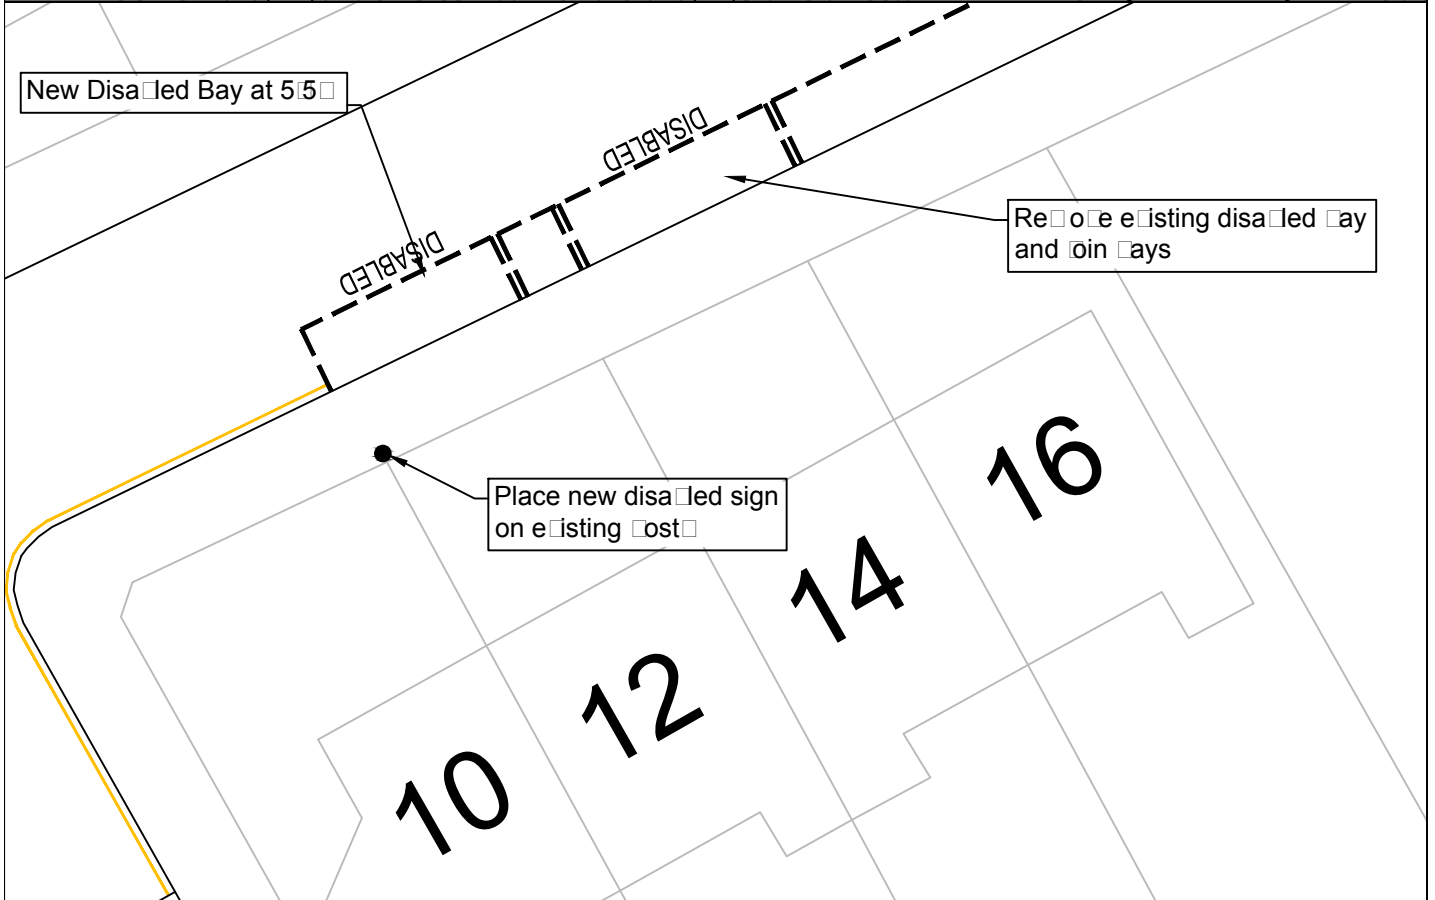 New Disa□led Bay at 5□5□
DISABLED
DISABLED
Re□o□e e□isting disa□led □ay
and □oin □ays
Place new disa□led sign
on e□isting □ost□
16
14
12
10